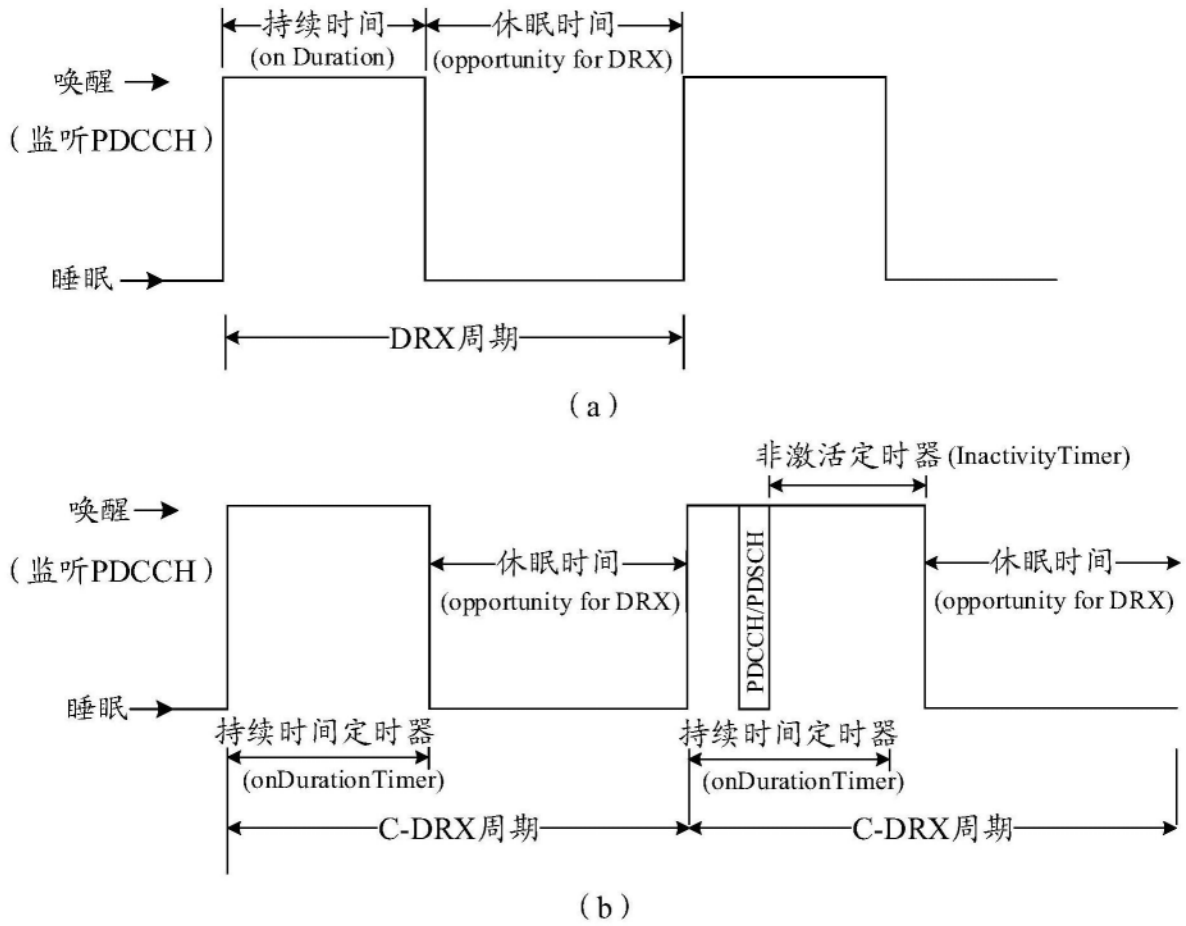 持续时间
(on Duration)
休眠时间
(opportunity for DRX)
唤醒
（监听PDCCH）
睡眠
DRX周期
（a）
非激活定时器(InactivityTimer)
唤醒
（监听PDCCH）
休眠时间
(opportunity for DRX)
PDCCH/PDSCH
休眠时间
(opportunity for DRX)
睡眠
持续时间定时器
(onDurationTimer)
持续时间定时器
(onDurationTimer)
C-DRX周期
C-DRX周期
（b）